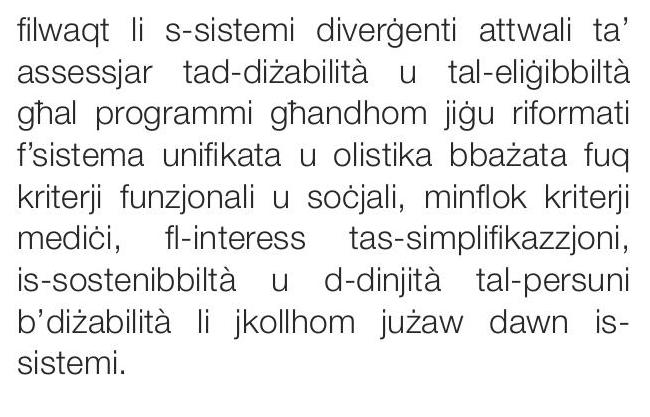 filwaqt li s-sistemi diverġenti attwali ta’
assessjar tad-diżabilità u tal-eliġibbiltà
għal programmi għandhom jiġu riformati
f’sistema unifikata u olistika bbażata fuq
kriterji funzjonali u soċjali, minflok kriterji
mediċi, fl-interess tas-simplifikazzjoni,
is-sostenibbiltà u d-dinjità tal-persuni
b’diżabilità li jkollhom jużaw dawn is-
sistemi.